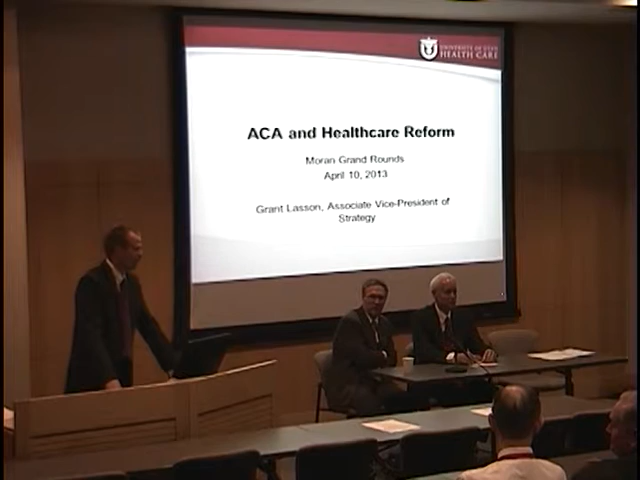 UNIVERSITY OF UTAH
HEALTH CARE
ACA and Healthcare Reform
Moran Grand Rounds
April 10, 2013
Grant Lasson, Associate Vice-President of
Strategy